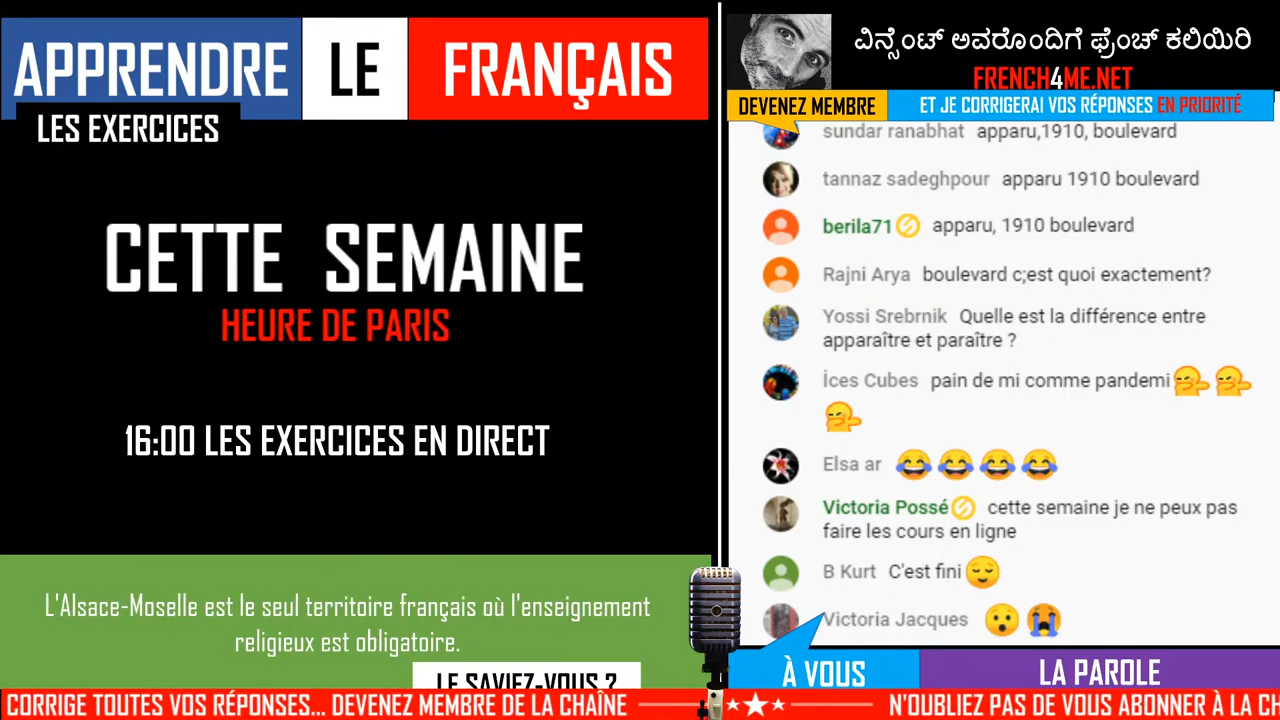 APPRENDRE LE FRANÇAIS
LES EXERCICES
CETTE SEMAINE
HEURE DE PARIS
16:00 LES EXERCICES EN DIRECT
L'Alsace-Moselle est le seul territoire français où l'enseignement
religieux est obligatoire.
LE SAVIEZ-VOUS ?
ವಿನ್ಸೆಂಟ್ ಅವರೊಂದಿಗೆ ಫ್ರೆಂಚ್ ಕಲಿಯಿರಿ
FRENCH4ME.NET
DEVENEZ MEMBRE
ET JE CORRIGERAI VOS RÉPONSES EN PRIORITÉ
sundar ranabhat apparu,1910, boulevard
tannaz sadeghpour apparu 1910 boulevard
berila71 apparu, 1910 boulevard
Rajni Arya boulevard c;est quoi exactement?
Yossi Srebrnik Quelle est la différence entre
apparaître et paraître ?
İces Cubes pain de mi comme pandemi
Elsa ar
Victoria Possé cette semaine je ne peux pas
faire les cours en ligne
B Kurt C'est fini
Victoria Jacques
À VOUS
LA PAROLE
CORRIGE TOUTES VOS RÉPONSES... DEVENEZ MEMBRE DE LA CHAÎNE
N'OUBLIEZ PAS DE VOUS ABONNER À LA CH